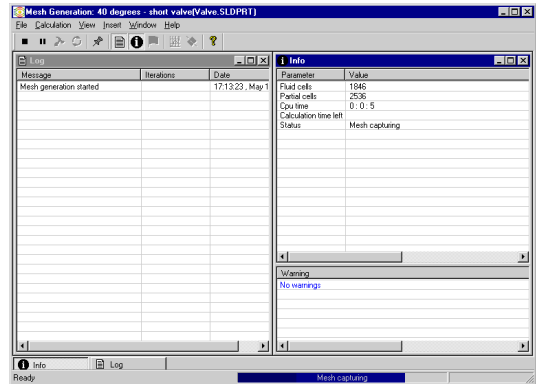 Mesh Generation: 40 degrees - short valve(Valve.SLDPRT)
File Calculation View Insert Window Help
Log
Message Iterations Date
Mesh generation started 17:13:23 , May 1
Info
Parameter Value
Fluid cells 1846
Partial cells 2536
Cpu time 0 : 0 : 5
Calculation time left
Status Mesh capturing
Warning
No warnings
Info Log
Ready Mesh capturing